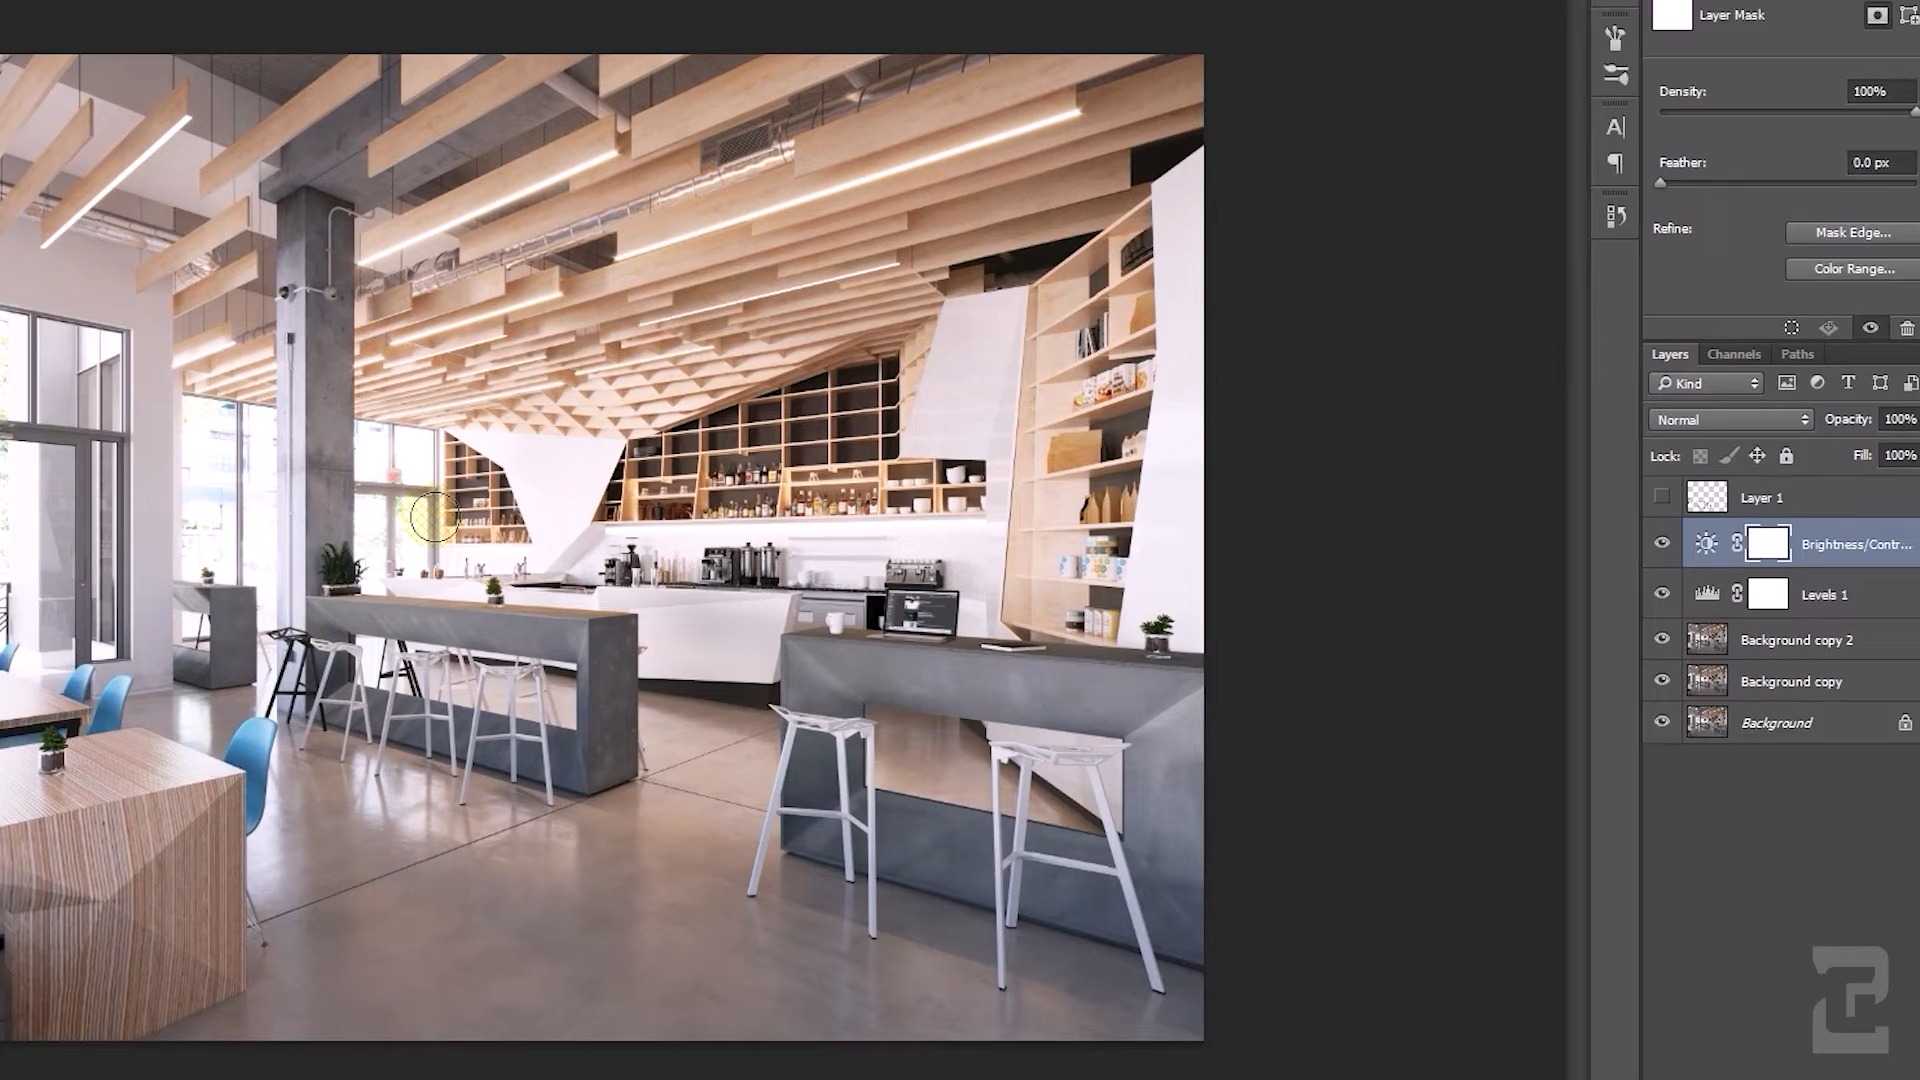 Layer Mask
Density:
100%
Feather:
0.0 px
Refine:
Mask Edge...
Color Range...
Layers
Channels
Paths
Kind
Normal
Opacity:
100%
Lock:
Fill:
100%
Layer 1
Brightness/Contr...
Levels 1
Background copy 2
Background copy
Background